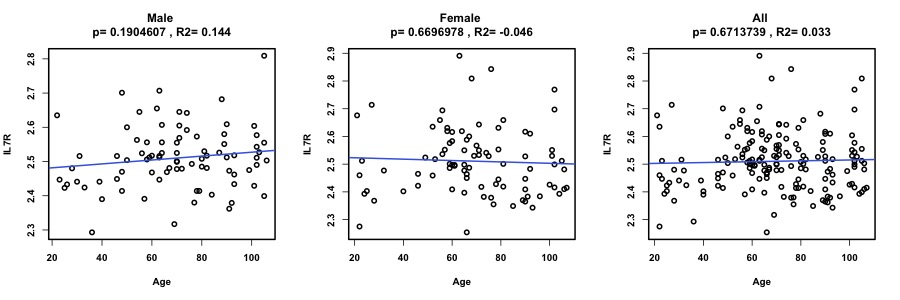 Male
p= 0.1904607 , R2= 0.144
IL7R
2.8
2.7
2.6
2.5
2.4
2.3
20 40 60 80 100
Age
Female
p= 0.6696978 , R2= -0.046
IL7R
2.9
2.8
2.7
2.6
2.5
2.4
2.3
20 40 60 80 100
Age
All
p= 0.6713739 , R2= 0.033
IL7R
2.9
2.8
2.7
2.6
2.5
2.4
2.3
20 40 60 80 100
Age